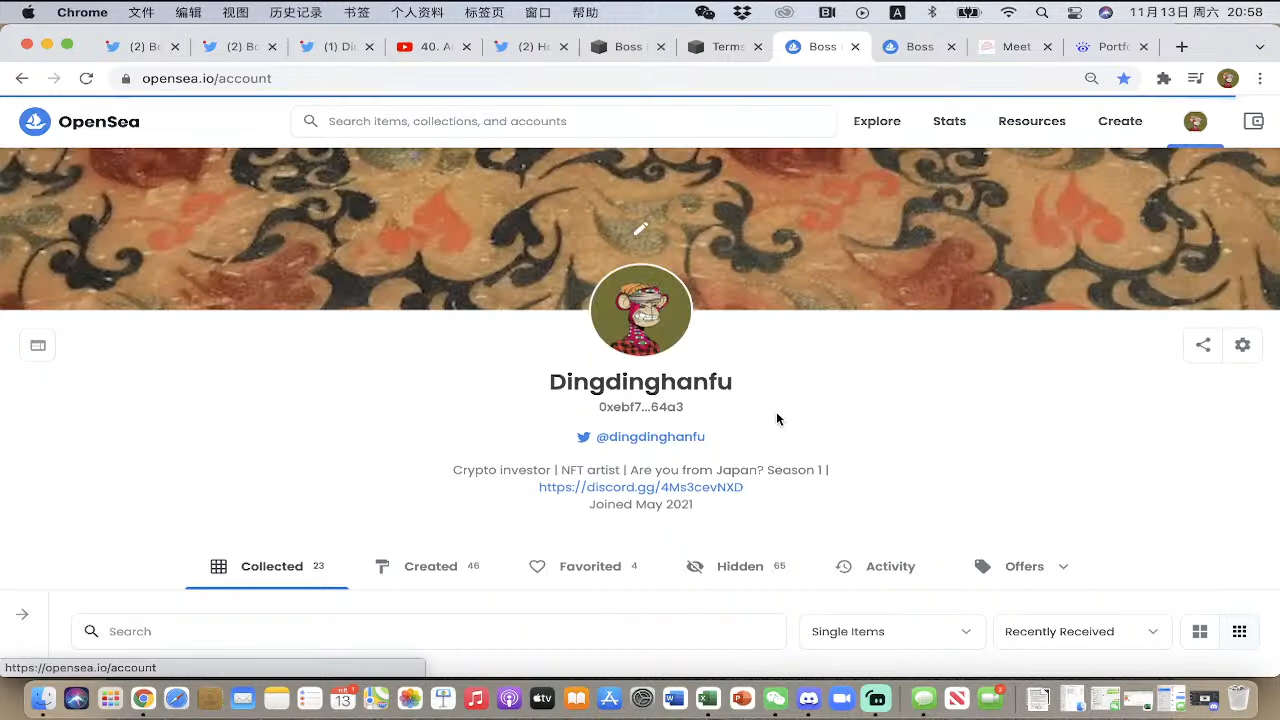 Chrome 文件 编辑 视图 历史记录 书签 个人资料 标签页 窗口 帮助 A 11月13日 周六 20:58
(2) B (2) B (1) Di 40. A (2) H Boss Terms Boss Boss Meet Portf
opensea.io/account
OpenSea Search items, collections, and accounts Explore Stats Resources Create
Dingdinghanfu
0xebf7...64a3
@dingdinghanfu
Crypto investor | NFT artist | Are you from Japan? Season 1 |
https://discord.gg/4Ms3cevNXD
Joined May 2021
Collected 23 Created 46 Favorited 4 Hidden 65 Activity Offers
Search Single Items Recently Received
https://opensea.io/account